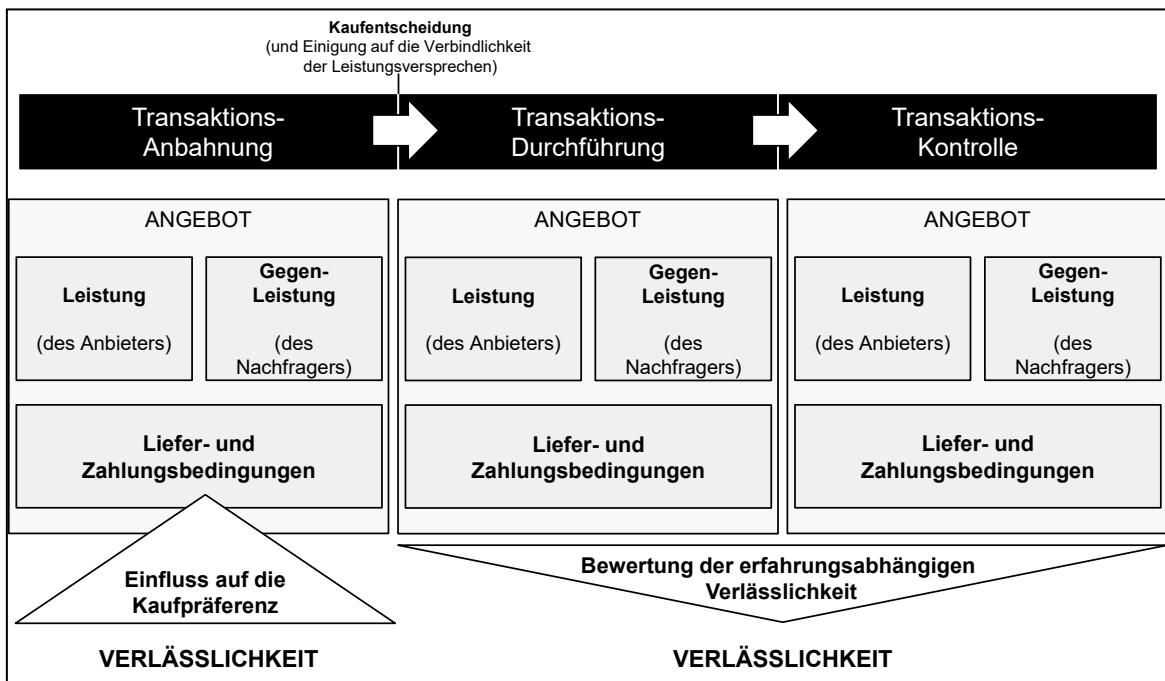 Kaufentscheidung
(und Einigung auf die Verbindlichkeit
der Leistungsversprechen)
Transaktions-
Anbahnung
Transaktions-
Durchführung
Transaktions-
Kontrolle
ANGEBOT
Leistung
(des Anbieters)
Gegen-
Leistung
(des
Nachfragers)
Liefer- und
Zahlungsbedingungen
ANGEBOT
Leistung
(des Anbieters)
Gegen-
Leistung
(des
Nachfragers)
Liefer- und
Zahlungsbedingungen
ANGEBOT
Leistung
(des Anbieters)
Gegen-
Leistung
(des
Nachfragers)
Liefer- und
Zahlungsbedingungen
Einfluss auf die
Kaufpräferenz
Bewertung der erfahrungsabhängigen
Verlässlichkeit
VERLÄSSLICHKEIT
VERLÄSSLICHKEIT